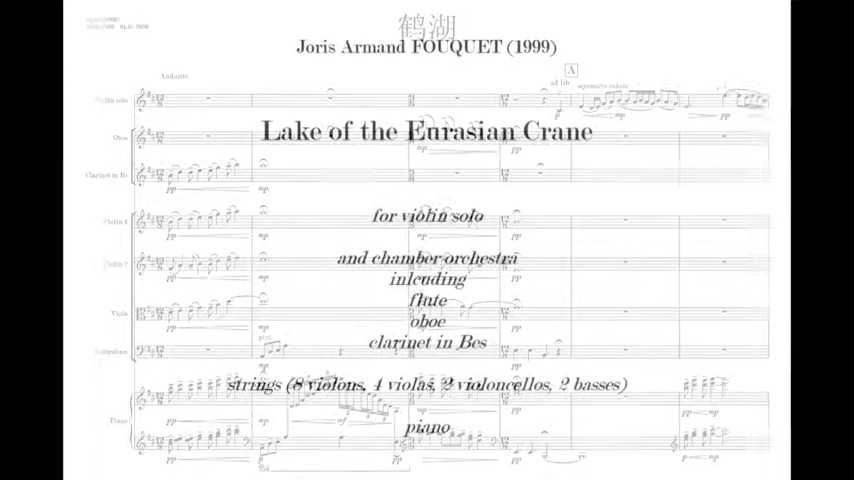 鹤湖
Joris Armand FOUQUET (1999)
Andante
A
ad lib.
Violin solo
Lake of the Eurasian Crane
Oboe
Clarinet in B♭
for violin solo
Violin 1
and chamber orchestra
Violin 2
inlcuding
flute
Viola
oboe
clarinet in Bes
Contrabass
strings (8 violons, 4 violas, 2 violoncellos, 2 basses)
Piano
piano